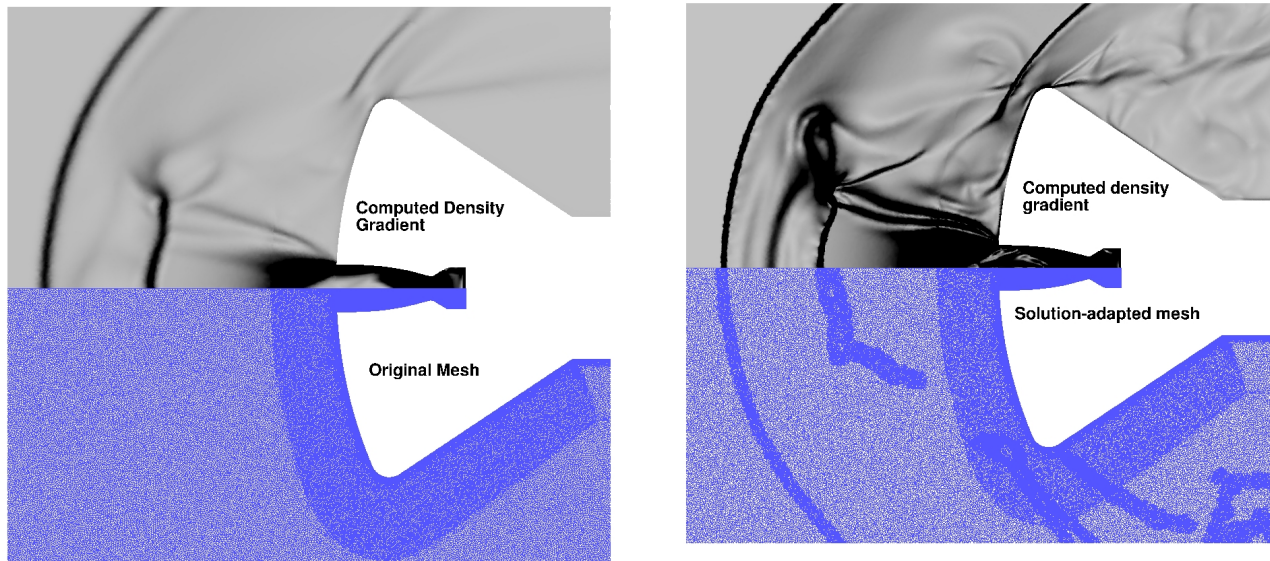 Computed Density
Gradient
Original Mesh
Computed density
gradient
Solution-adapted mesh